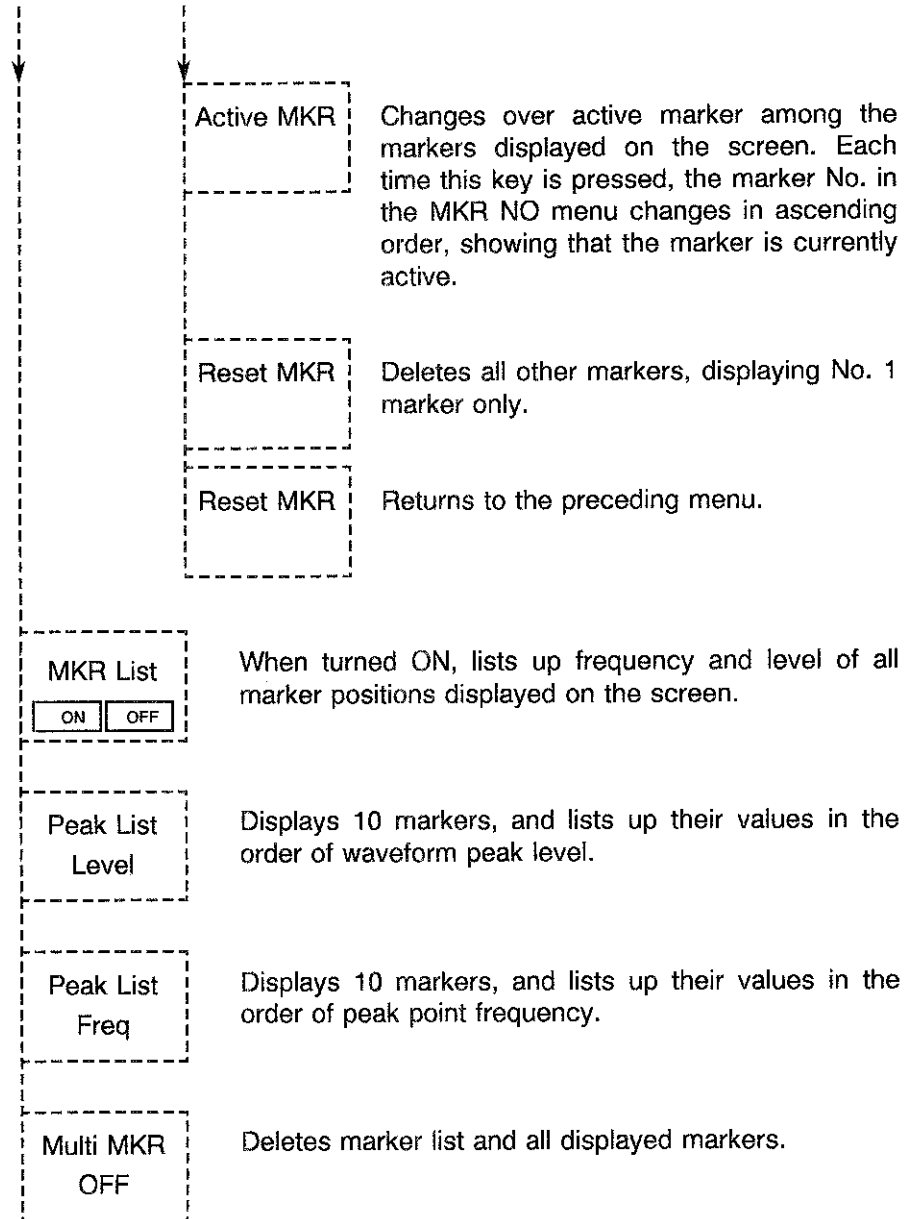 Active MKR
Changes over active marker among the
markers displayed on the screen. Each
time this key is pressed, the marker No. in
the MKR NO menu changes in ascending
order, showing that the marker is currently
active.
Reset MKR
Deletes all other markers, displaying No. 1
marker only.
Reset MKR
Returns to the preceding menu.
MKR List
ON OFF
When turned ON, lists up frequency and level of all
marker positions displayed on the screen.
Peak List
Level
Displays 10 markers, and lists up their values in the
order of waveform peak level.
Peak List
Freq
Displays 10 markers, and lists up their values in the
order of peak point frequency.
Multi MKR
OFF
Deletes marker list and all displayed markers.